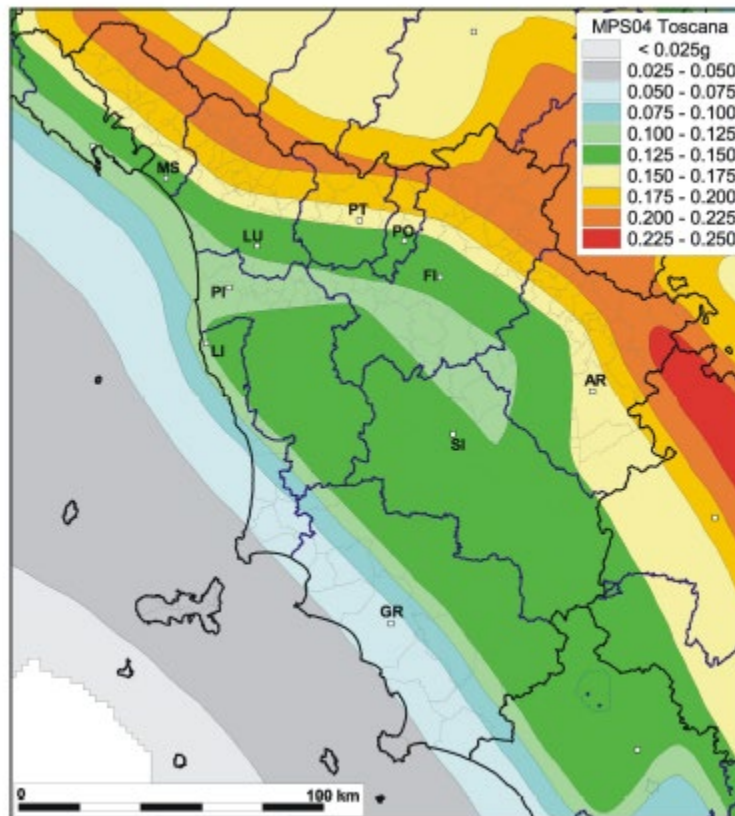 MPS04 Toscana
< 0.025g
0.025 - 0.050
0.050 - 0.075
0.075 - 0.100
0.100 - 0.125
0.125 - 0.150
0.150 - 0.175
0.175 - 0.200
0.200 - 0.225
0.225 - 0.250
MS
PT
PO
LU
FI
PI
LI
AR
SI
GR
0
100 km